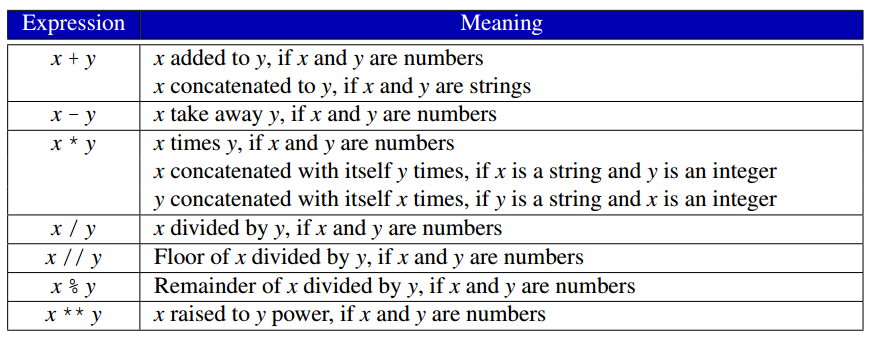 Expression Meaning
x + y x added to y, if x and y are numbers
x concatenated to y, if x and y are strings
x - y x take away y, if x and y are numbers
x * y x times y, if x and y are numbers
x concatenated with itself y times, if x is a string and y is an integer
y concatenated with itself x times, if y is a string and x is an integer
x / y x divided by y, if x and y are numbers
x // y Floor of x divided by y, if x and y are numbers
x % y Remainder of x divided by y, if x and y are numbers
x ** y x raised to y power, if x and y are numbers